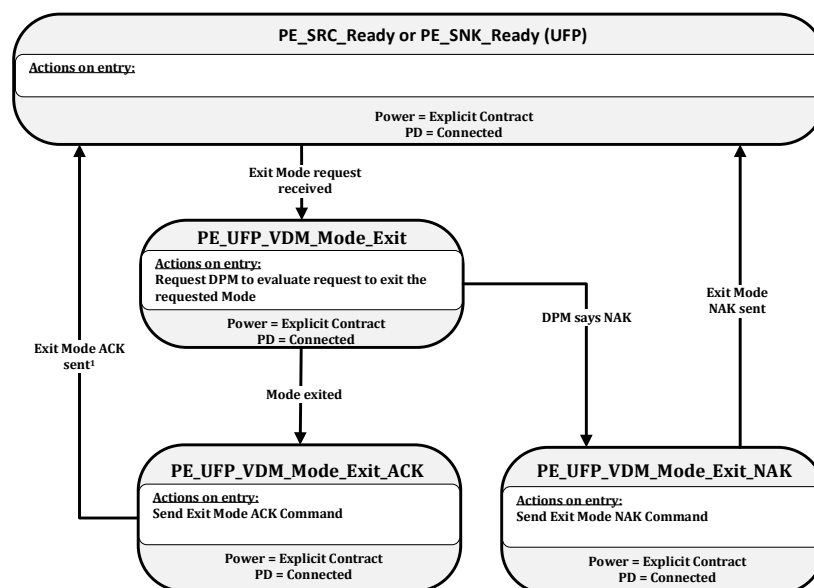 PE_SRC_Ready or PE_SNK_Ready (UFP)
Actions on entry:
Power = Explicit Contract
PD = Connected
Exit Mode request
received
PE_UFP_VDM_Mode_Exit
Actions on entry:
Request DPM to evaluate request to exit the
requested Mode
Power = Explicit Contract
PD = Connected
DPM says NAK
Exit Mode
NAK sent
Exit Mode ACK
sent¹
Mode exited
PE_UFP_VDM_Mode_Exit_ACK
Actions on entry:
Send Exit Mode ACK Command
Power = Explicit Contract
PD = Connected
PE_UFP_VDM_Mode_Exit_NAK
Actions on entry:
Send Exit Mode NAK Command
Power = Explicit Contract
PD = Connected